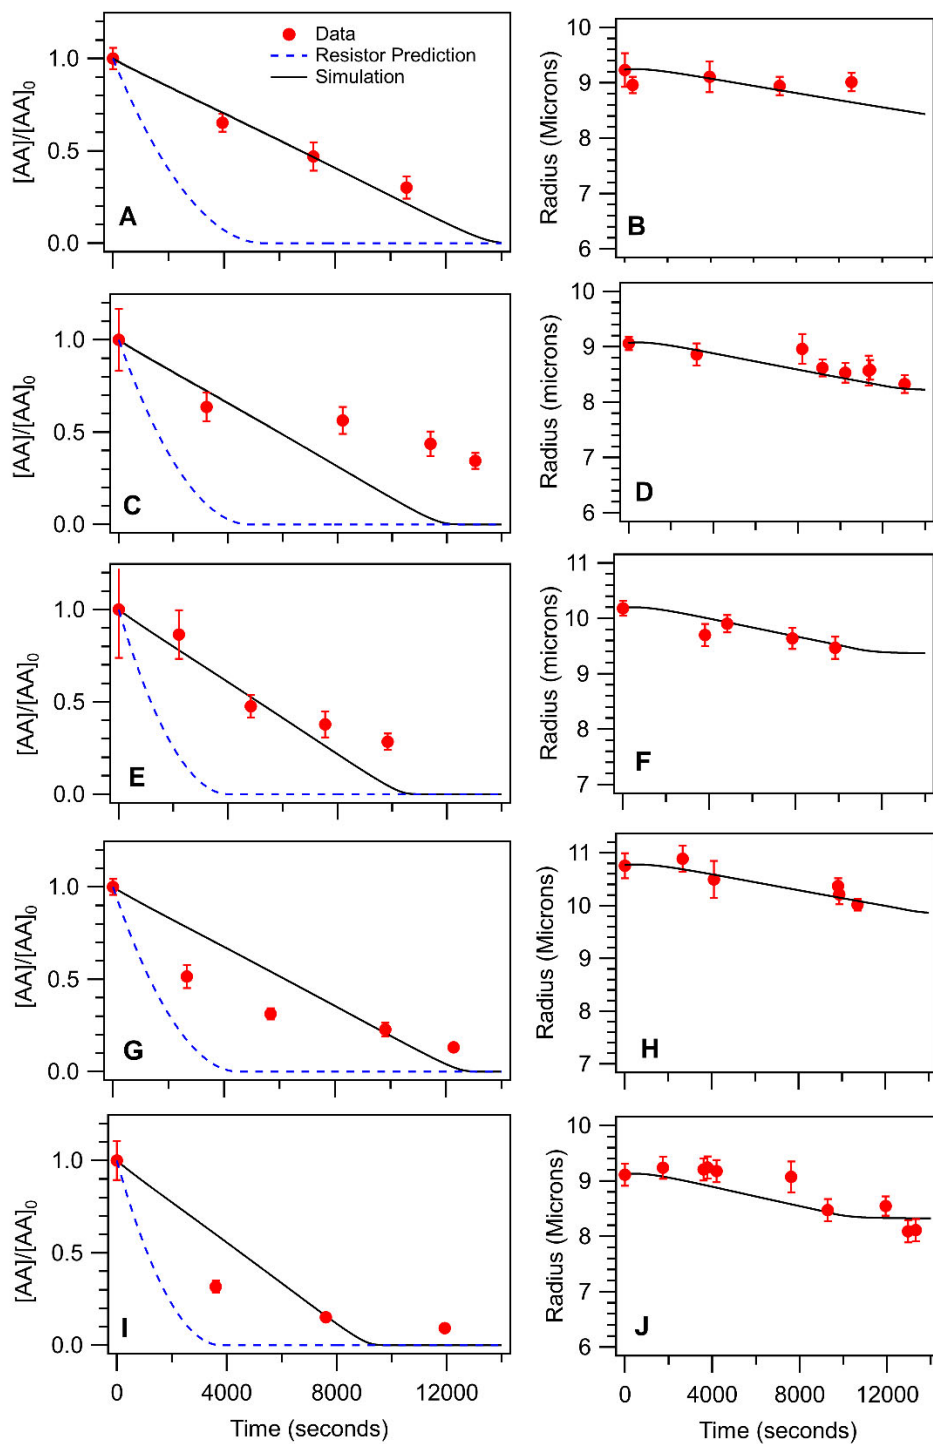 Data
Resistor Prediction
Simulation
1.0
0.5
0.0
[AA]/[AA]0
A
10
9
8
7
6
Radius (Microns)
B
1.0
0.5
0.0
[AA]/[AA]0
C
10
9
8
7
6
Radius (microns)
D
1.0
0.5
0.0
[AA]/[AA]0
E
11
10
9
8
7
Radius (microns)
F
1.0
0.5
0.0
[AA]/[AA]0
G
11
10
9
8
7
Radius (Microns)
H
1.0
0.5
0.0
[AA]/[AA]0
I
0 4000 8000 12000
Time (seconds)
10
9
8
7
6
Radius (Microns)
J
0 4000 8000 12000
Time (seconds)